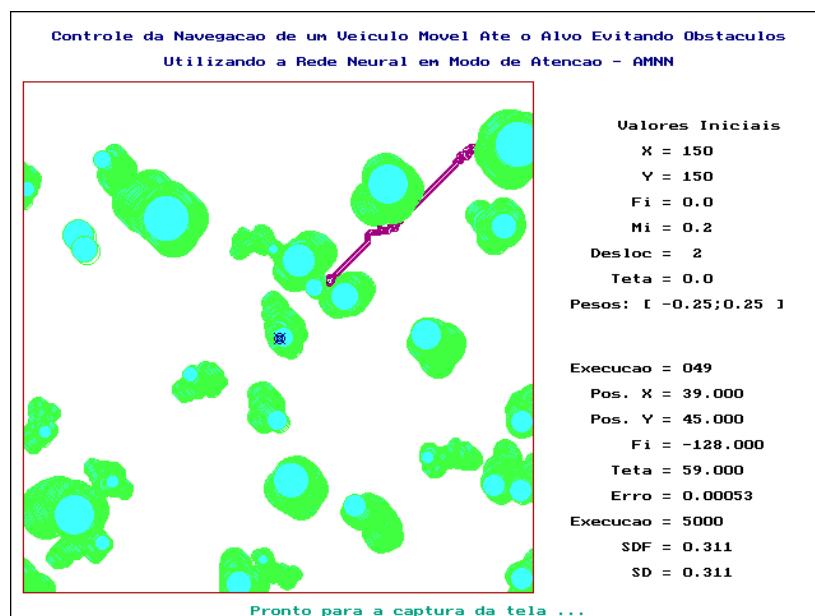 Controle da Navegacao de um Veiculo Movel Ate o Alvo Evitando Obstaculos
Utilizando a Rede Neural em Modo de Atencao - AMNN
Valores Iniciais
X = 150
Y = 150
Fi = 0.0
Mi = 0.2
Desloc = 2
Teta = 0.0
Pesos: [ -0.25;0.25 ]
Execucao = 049
Pos. X = 39.000
Pos. Y = 45.000
Fi = -128.000
Teta = 59.000
Erro = 0.00053
Execucao = 5000
SDF = 0.311
SD = 0.311
Pronto para a captura da tela ...